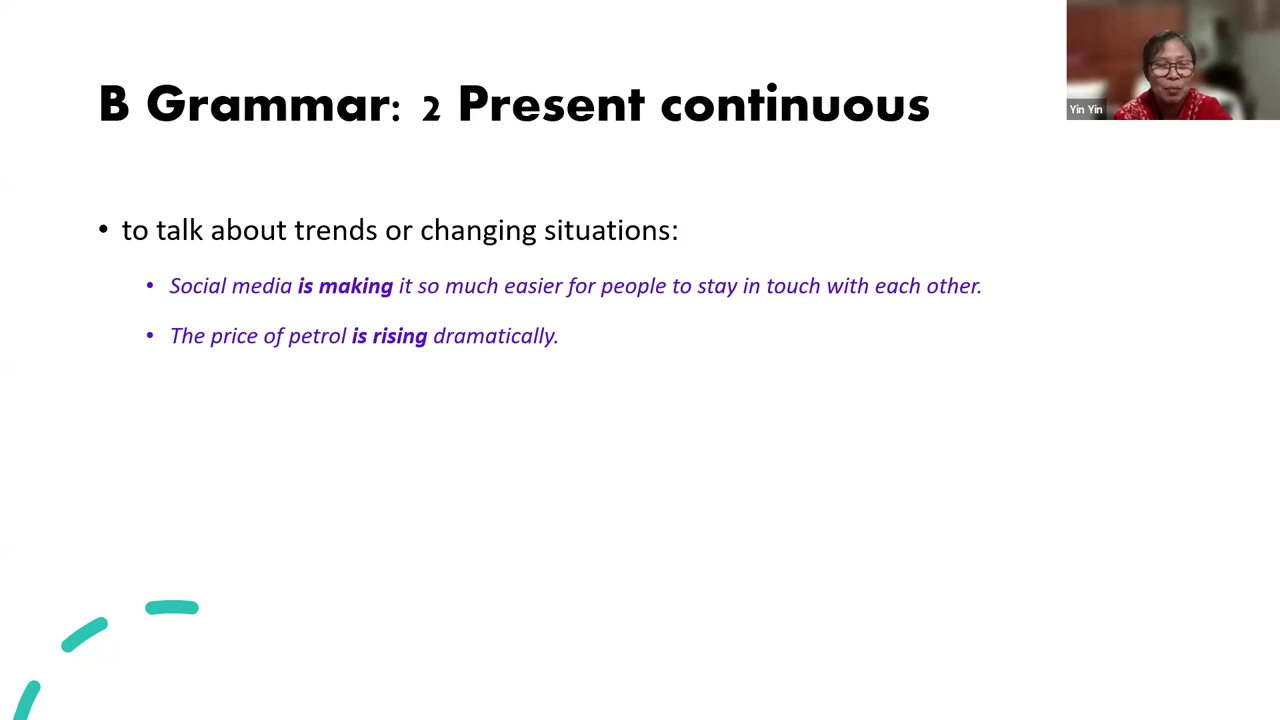 B Grammar: 2 Present continuous
Yin Yin
• to talk about trends or changing situations:
• Social media is making it so much easier for people to stay in touch with each other.
• The price of petrol is rising dramatically.